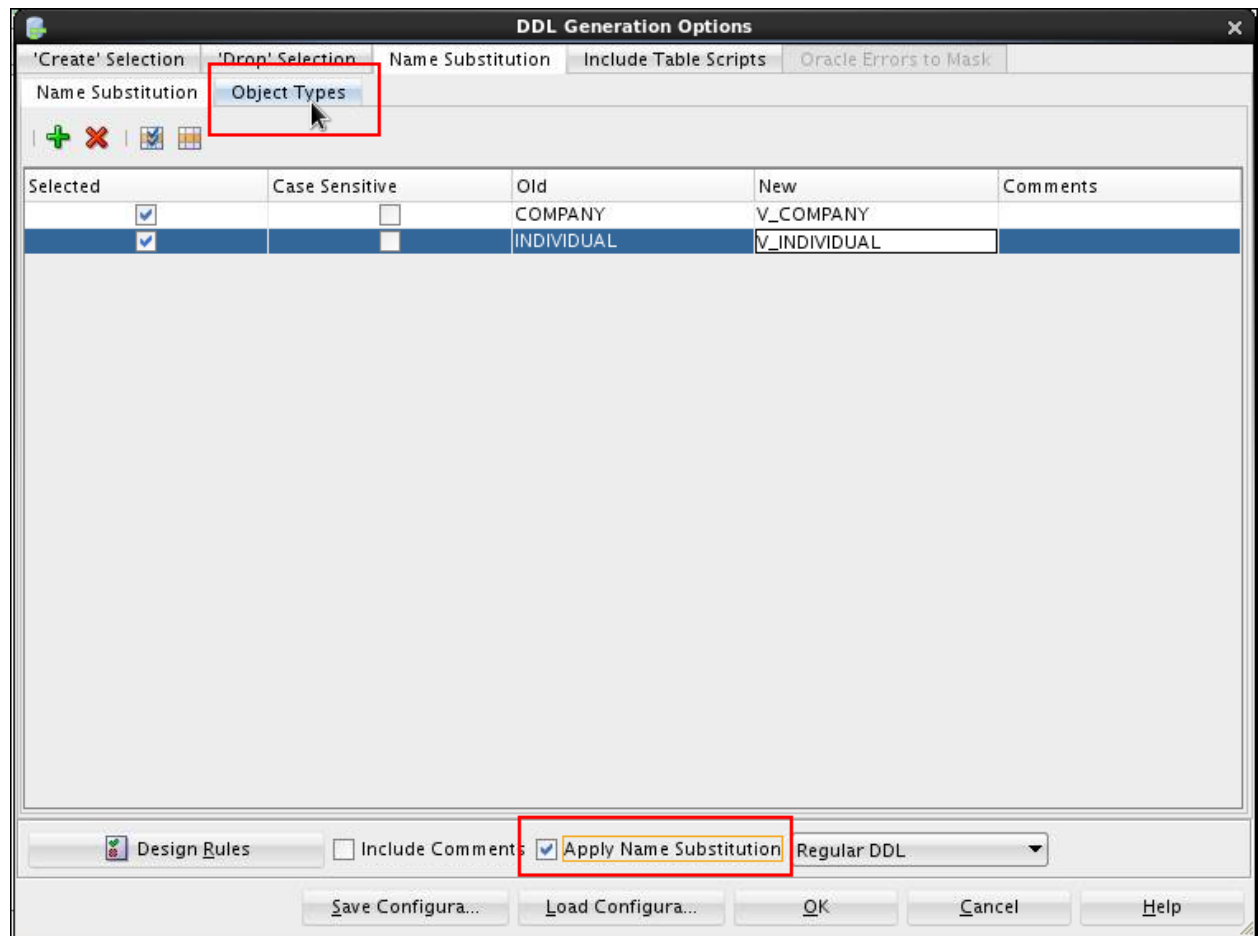 DDL Generation Options
'Create' Selection 'Drop' Selection Name Substitution Include Table Scripts Oracle Errors to Mask
Name Substitution Object Types
Selected Case Sensitive Old New Comments
COMPANY V_COMPANY
INDIVIDUAL V_INDIVIDUAL
Design Rules Include Comments Apply Name Substitution Regular DDL
Save Configura... Load Configura... OK Cancel Help